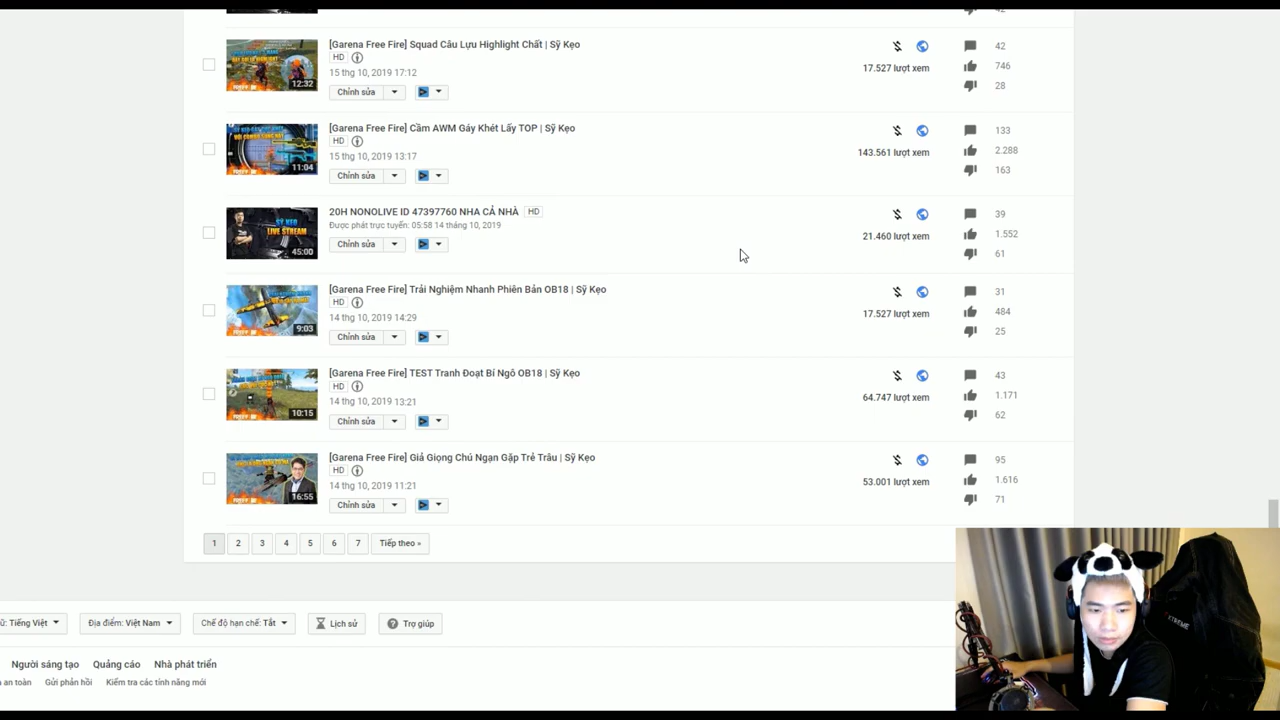 42
[Garena Free Fire] Squad Câu Lựu Highlight Chất | Sỹ Kẹo
HD
15 thg 10, 2019 17:12
Chỉnh sửa
12:32
17.527 lượt xem
42
746
28
[Garena Free Fire] Cầm AWM Gáy Khét Lấy TOP | Sỹ Kẹo
HD
15 thg 10, 2019 13:17
Chỉnh sửa
11:04
143.561 lượt xem
133
2.288
163
20H NONOLIVE ID 47397760 NHA CẢ NHÀ HD
Được phát trực tuyến: 05:58 14 tháng 10, 2019
Chỉnh sửa
SỸ KẸO
LIVE STREAM
45:00
21.460 lượt xem
39
1.552
61
[Garena Free Fire] Trải Nghiệm Nhanh Phiên Bản OB18 | Sỹ Kẹo
HD
14 thg 10, 2019 14:29
Chỉnh sửa
9:03
17.527 lượt xem
31
484
25
[Garena Free Fire] TEST Tranh Đoạt Bí Ngô OB18 | Sỹ Kẹo
HD
14 thg 10, 2019 13:21
Chỉnh sửa
10:15
64.747 lượt xem
43
1.171
62
[Garena Free Fire] Giả Giọng Chú Ngạn Gặp Trẻ Trâu | Sỹ Kẹo
HD
14 thg 10, 2019 11:21
Chỉnh sửa
16:55
53.001 lượt xem
95
1.616
71
1 2 3 4 5 6 7 Tiếp theo »
ữ: Tiếng Việt Địa điểm: Việt Nam Chế độ hạn chế: Tắt Lịch sử Trợ giúp
Người sáng tạo Quảng cáo Nhà phát triển
an toàn Gửi phản hồi Kiểm tra các tính năng mới
XTREME